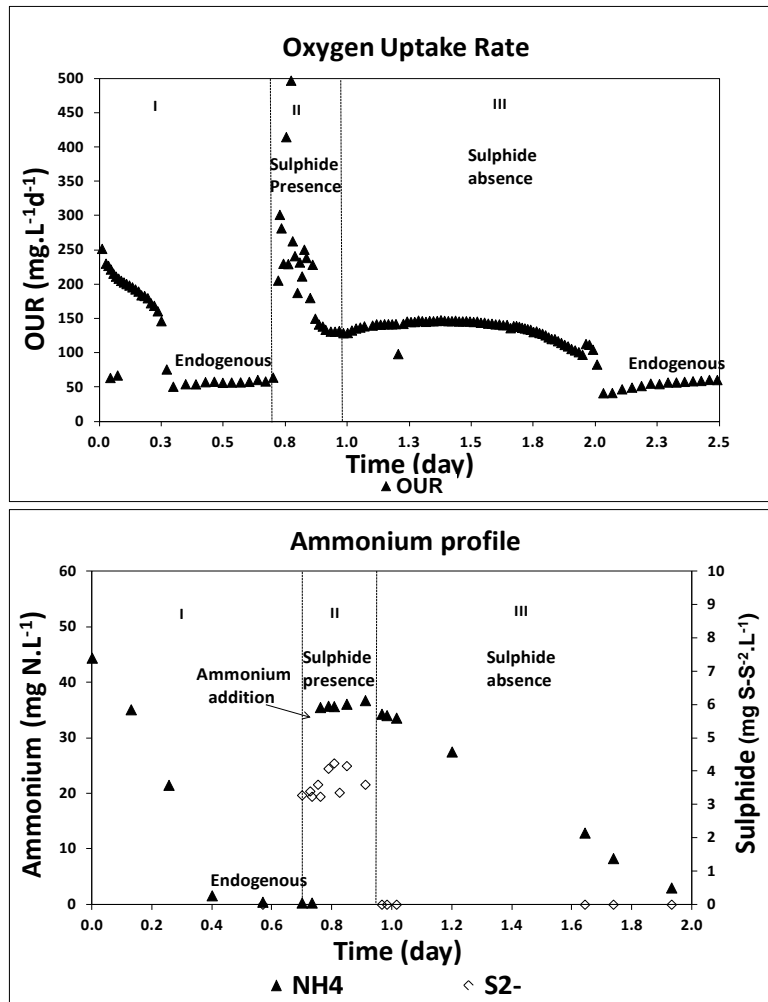 Oxygen Uptake Rate
500
450
400
350
300
250
200
150
100
50
0
OUR (mg.L-1d-1)
I
II
III
Sulphide
Presence
Sulphide
absence
Endogenous
Endogenous
0.0 0.3 0.5 0.8 1.0 1.3 1.5 1.8 2.0 2.3 2.5
Time (day)
▲ OUR
Ammonium profile
60
50
40
30
20
10
0
Ammonium (mg N.L-1)
10
9
8
7
6
5
4
3
2
1
0
Sulphide (mg S-S-2.L-1)
I
II
III
Ammonium
addition
Sulphide
presence
Sulphide
absence
Endogenous
0.0 0.2 0.4 0.6 0.8 1.0 1.2 1.4 1.6 1.8 2.0
Time (day)
▲ NH4 ◇ S2-